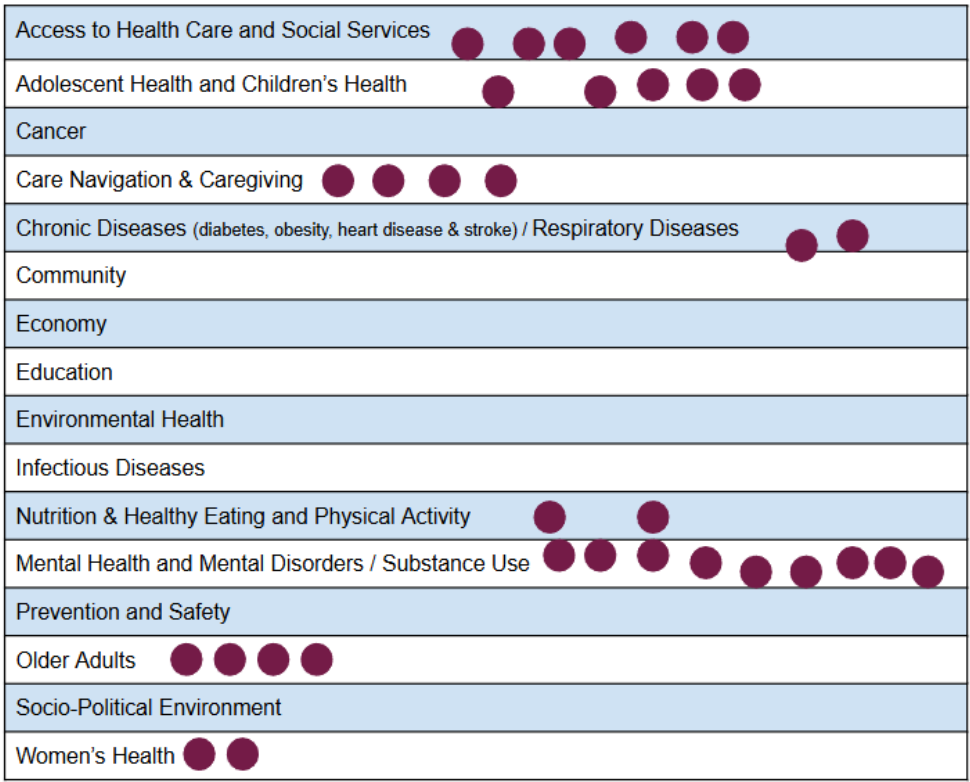 Access to Health Care and Social Services
Adolescent Health and Children’s Health
Cancer
Care Navigation & Caregiving
Chronic Diseases (diabetes, obesity, heart disease & stroke) / Respiratory Diseases
Community
Economy
Education
Environmental Health
Infectious Diseases
Nutrition & Healthy Eating and Physical Activity
Mental Health and Mental Disorders / Substance Use
Prevention and Safety
Older Adults
Socio-Political Environment
Women’s Health